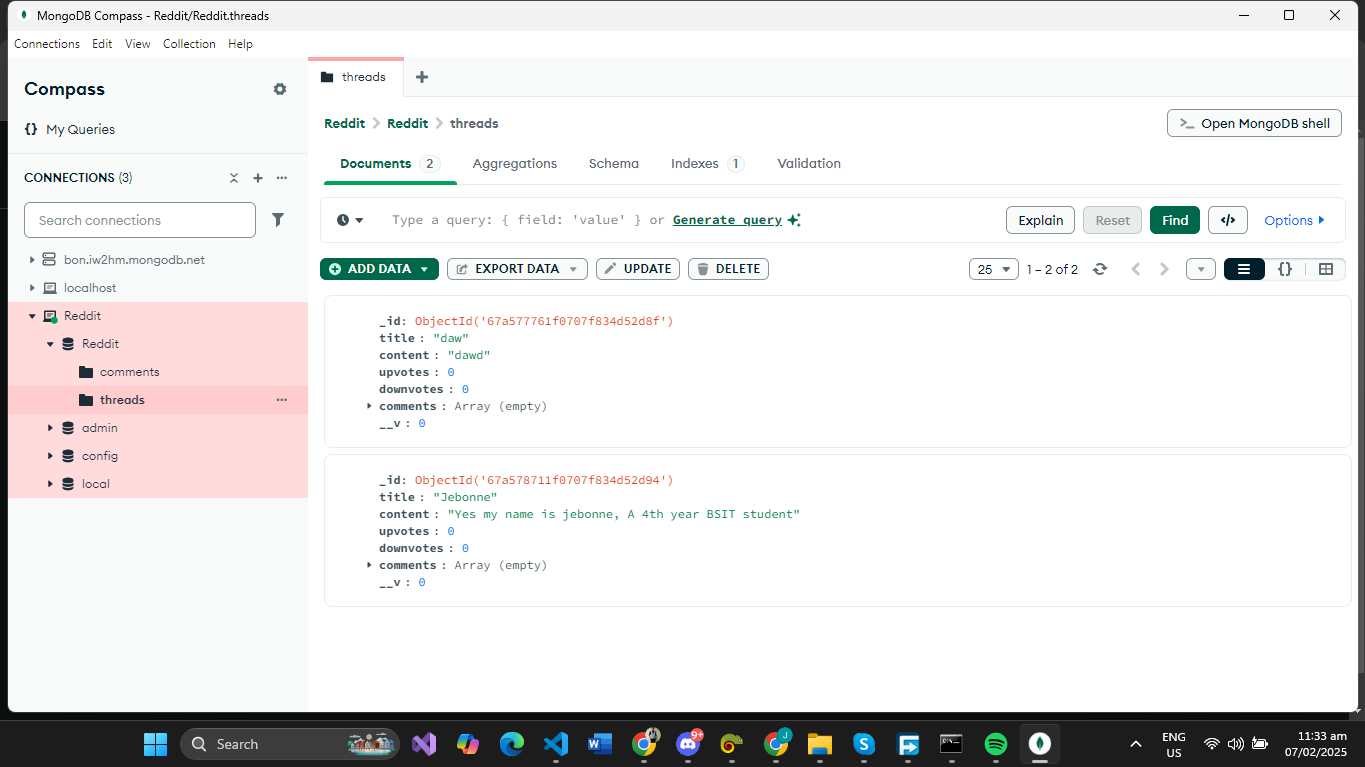 MongoDB Compass - Reddit/Reddit.threads
Connections Edit View Collection Help
Compass
{} My Queries
CONNECTIONS (3)
Search connections
bon.iw2hm.mongodb.net
localhost
Reddit
Reddit
comments
threads
admin
config
local
threads
Reddit > Reddit > threads
>_ Open MongoDB shell
Documents 2 Aggregations Schema Indexes 1 Validation
Type a query: { field: 'value' } or Generate query
Explain Reset Find </> Options
ADD DATA EXPORT DATA UPDATE DELETE
25 1 – 2 of 2 {}
_id: ObjectId('67a577761f0707f834d52d8f')
title : "daw"
content : "dawd"
upvotes : 0
downvotes : 0
comments : Array (empty)
__v : 0
_id: ObjectId('67a578711f0707f834d52d94')
title : "Jebonne"
content : "Yes my name is jebonne, A 4th year BSIT student"
upvotes : 0
downvotes : 0
comments : Array (empty)
__v : 0
Search
9+
J
ENG
US
11:33 am
07/02/2025